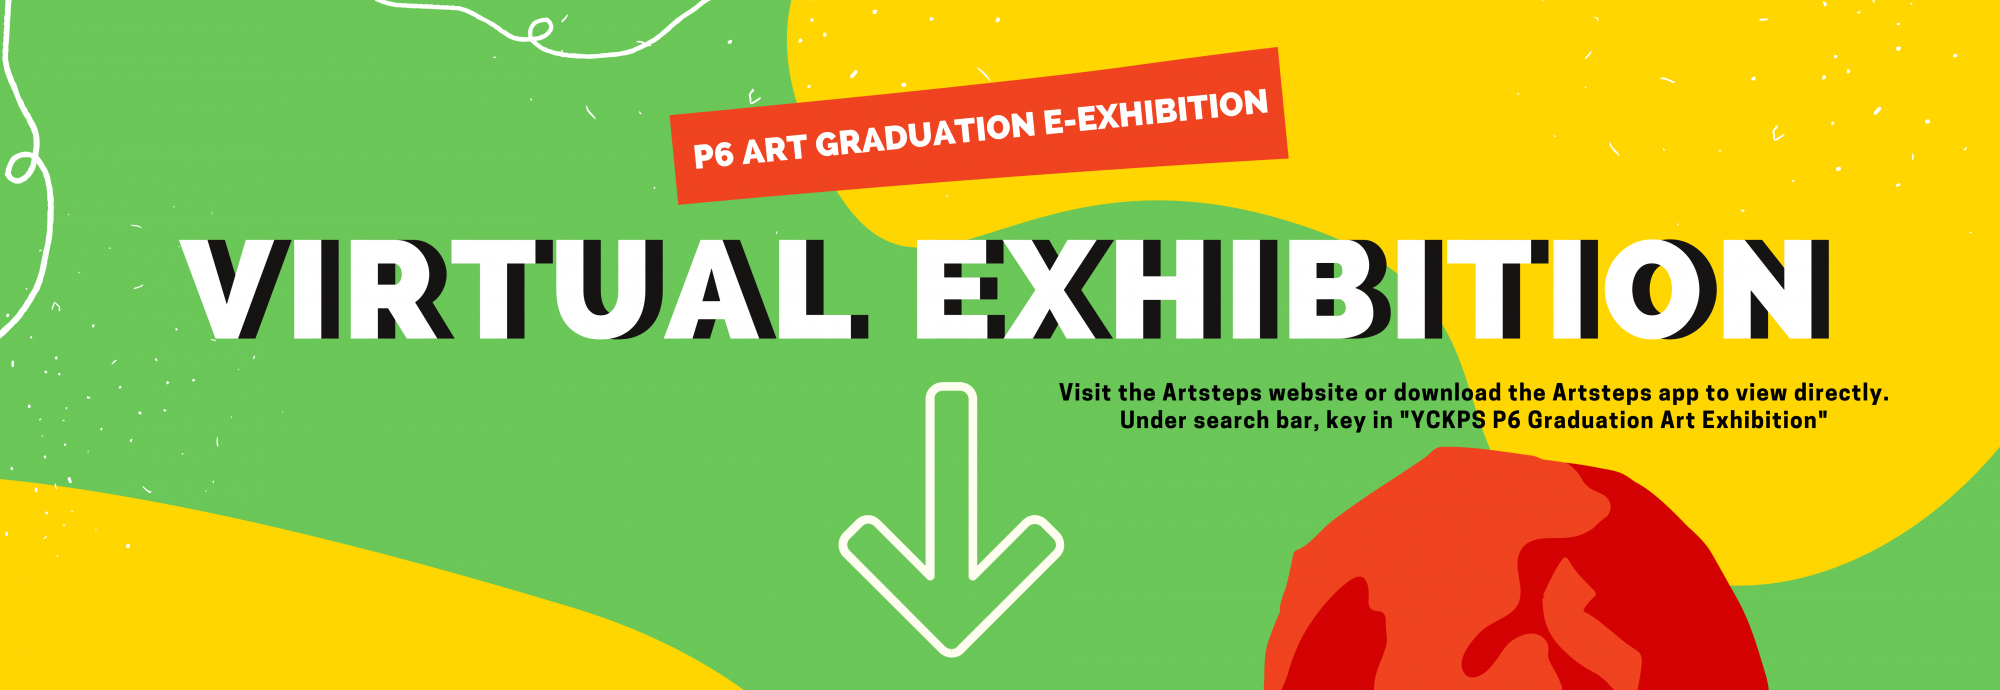 P6 ART GRADUATION E-EXHIBITION
VIRTUAL EXHIBITION
Visit the Artsteps website or download the Artsteps app to view directly.
Under search bar, key in "YCKPS P6 Graduation Art Exhibition"